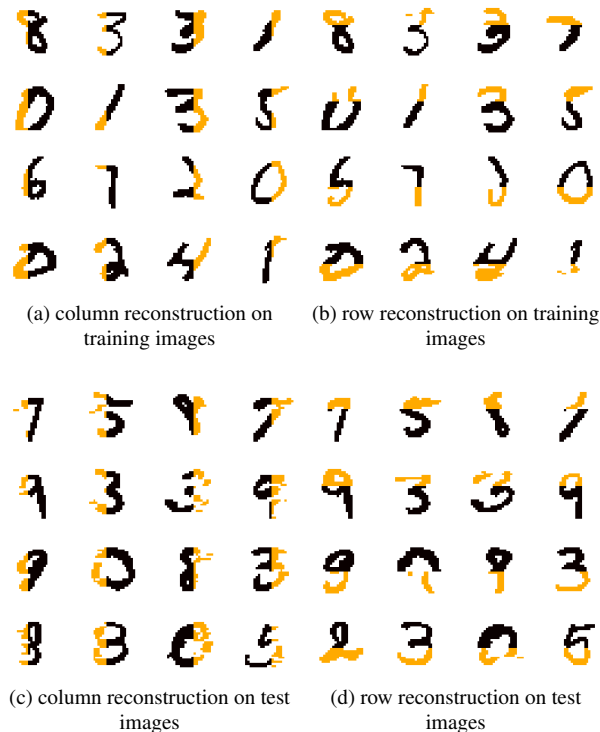 (a) column reconstruction on
training images
(b) row reconstruction on training
images
(c) column reconstruction on test
images
(d) row reconstruction on test
images